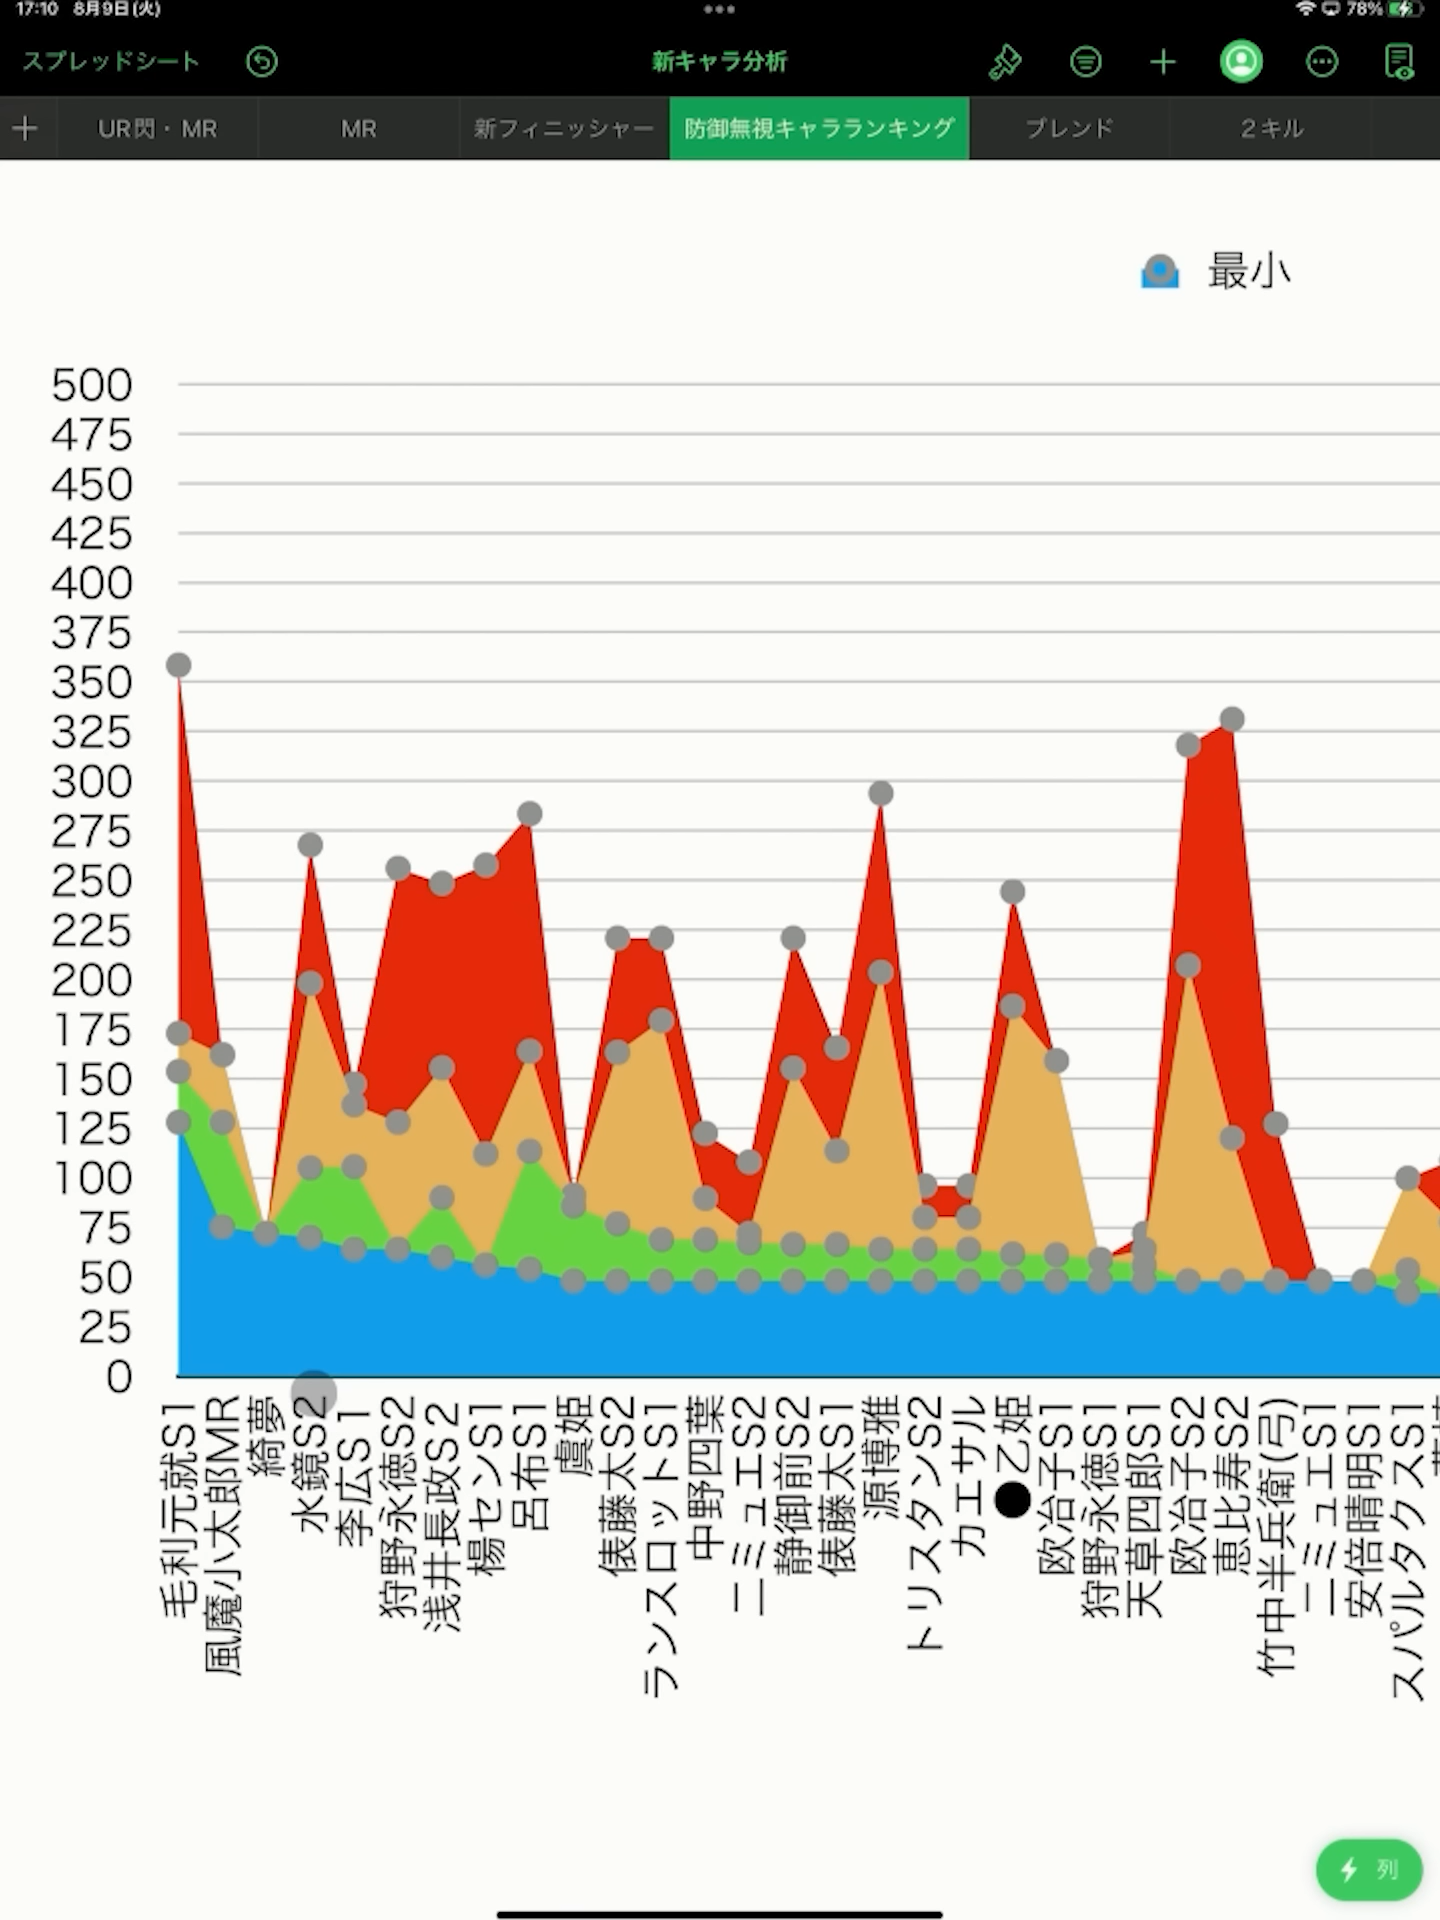 17:10 8月9日(火)
78%
スプレッドシート
新キャラ分析
UR閃・MR
MR
新フィニッシャー
防御無視キャラランキング
ブレンド
2キル
最小
500
475
450
425
400
375
350
325
300
275
250
225
200
175
150
125
100
75
50
25
0
毛利元就S1
風魔小太郎MR
綺夢
水鏡S2
李広S1
狩野永徳S2
浅井長政S2
楊センS1
呂布S1
虞姫
俵藤太S2
ランスロットS1
中野四葉
ニミュエS2
静御前S2
俵藤太S1
源博雅
トリスタンS2
カエサル
●乙姫
欧冶子S1
狩野永徳S1
天草四郎S1
欧冶子S2
恵比寿S2
竹中半兵衛(弓)
ニミュエS1
安倍晴明S1
スパルタクスS1
列